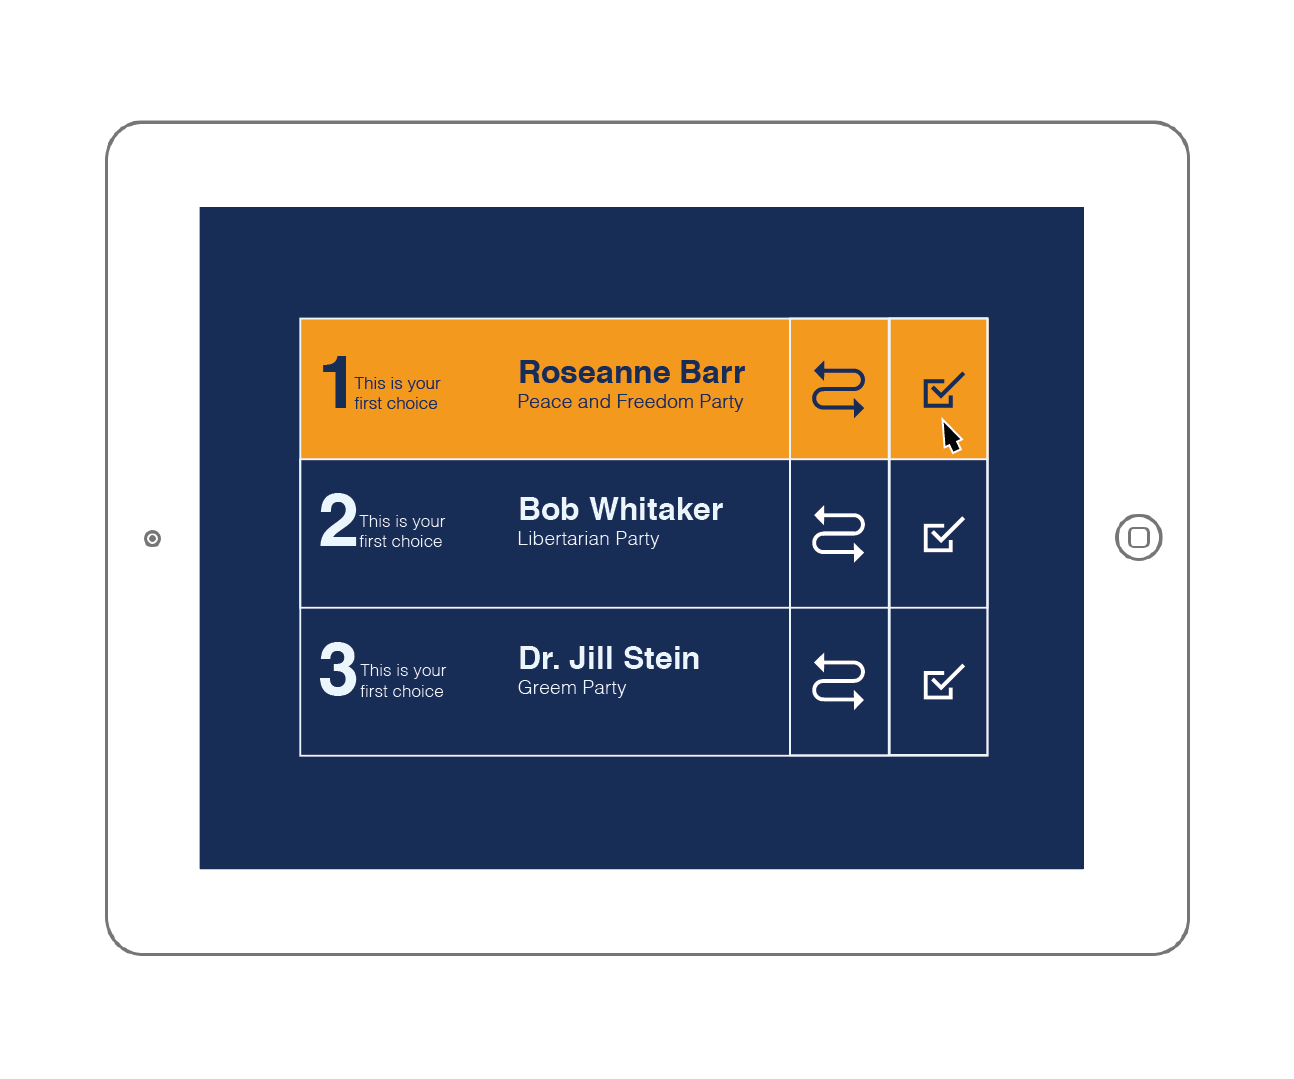 1 This is your
first choice
Roseanne Barr
Peace and Freedom Party
2 This is your
first choice
Bob Whitaker
Libertarian Party
3 This is your
first choice
Dr. Jill Stein
Greem Party